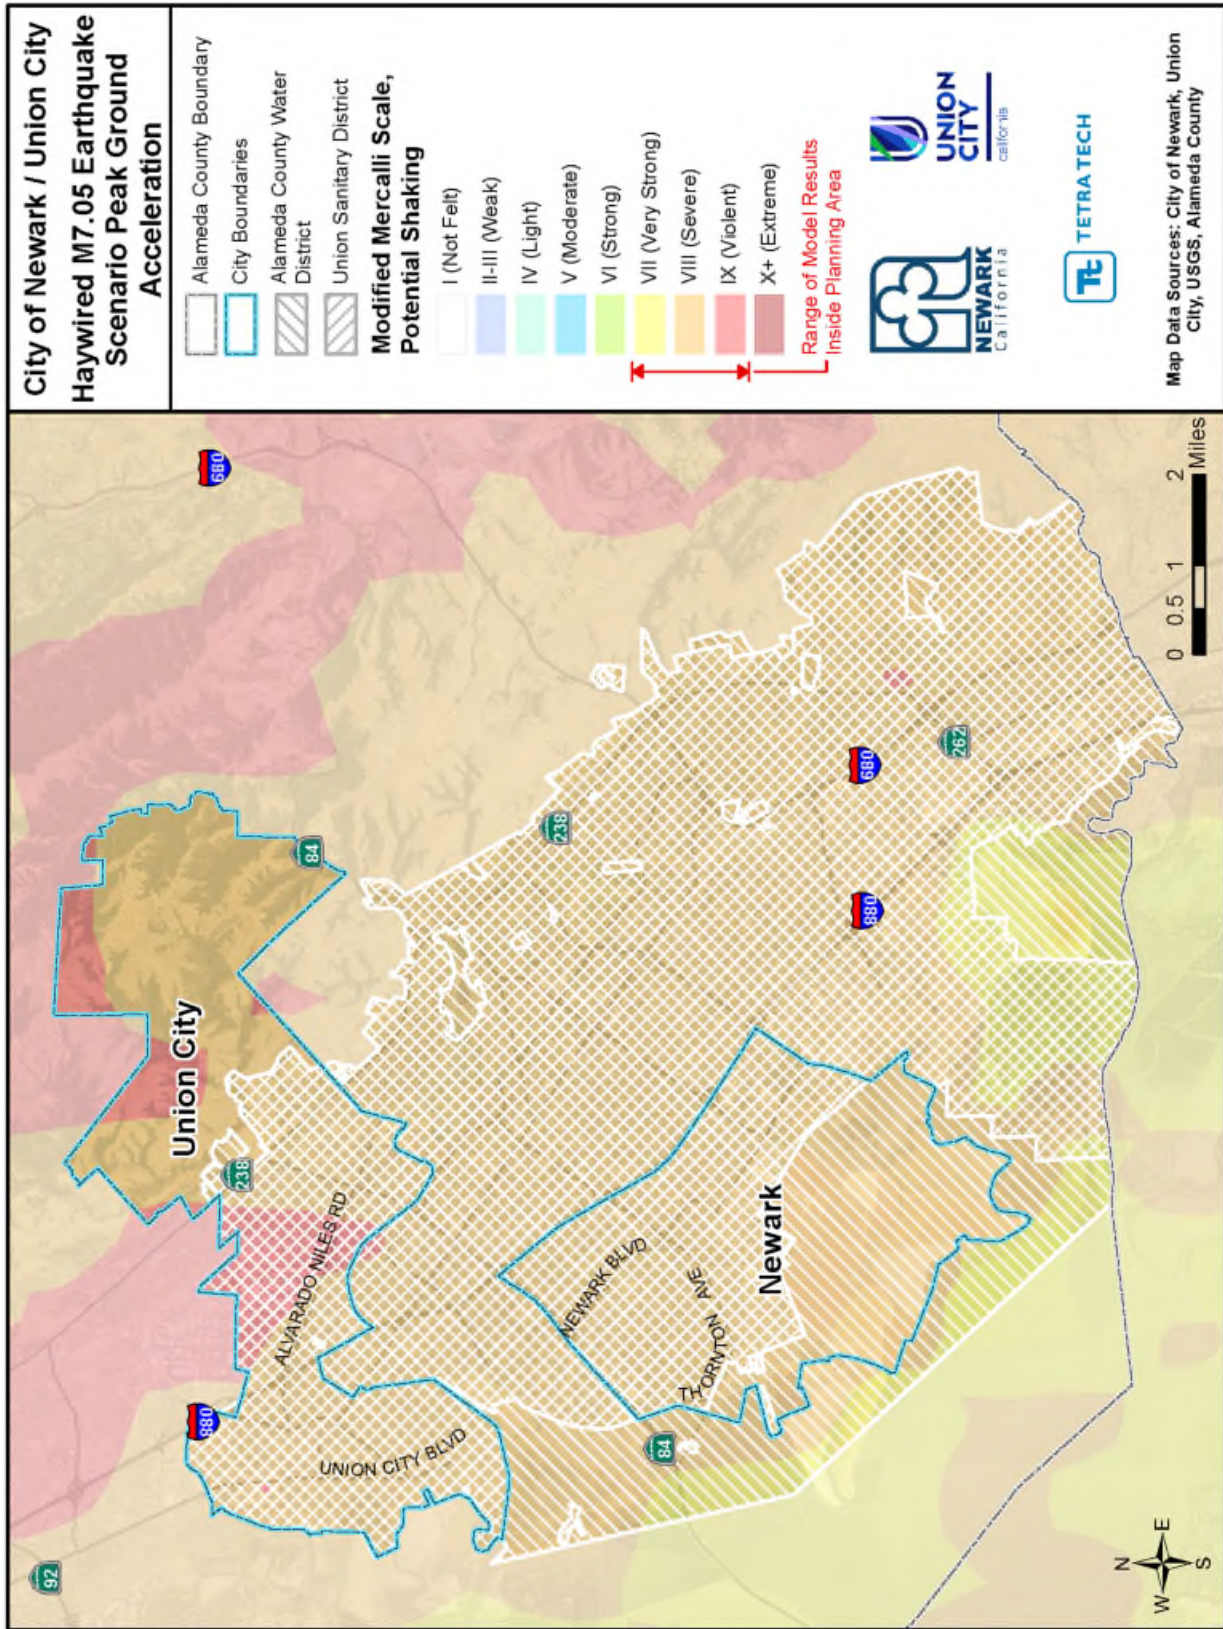 City of Newark / Union City
Haywired M7.05 Earthquake
Scenario Peak Ground
Acceleration
Alameda County Boundary
City Boundaries
Alameda County Water
District
Union Sanitary District
Modified Mercalli Scale,
Potential Shaking
I (Not Felt)
II-III (Weak)
IV (Light)
V (Moderate)
VI (Strong)
VII (Very Strong)
VIII (Severe)
IX (Violent)
X+ (Extreme)
Range of Model Results
Inside Planning Area
NEWARK
California
UNION
CITY
california
Tt
TETRA TECH
Map Data Sources: City of Newark, Union
City, USGS, Alameda County
92
880
238
84
680
Union City
ALVARADO NILES RD
UNION CITY BLVD
238
NEWARK BLVD
THORNTON AVE
84
Newark
880
680
262
0 0.5 1 2
Miles
N
W E
S